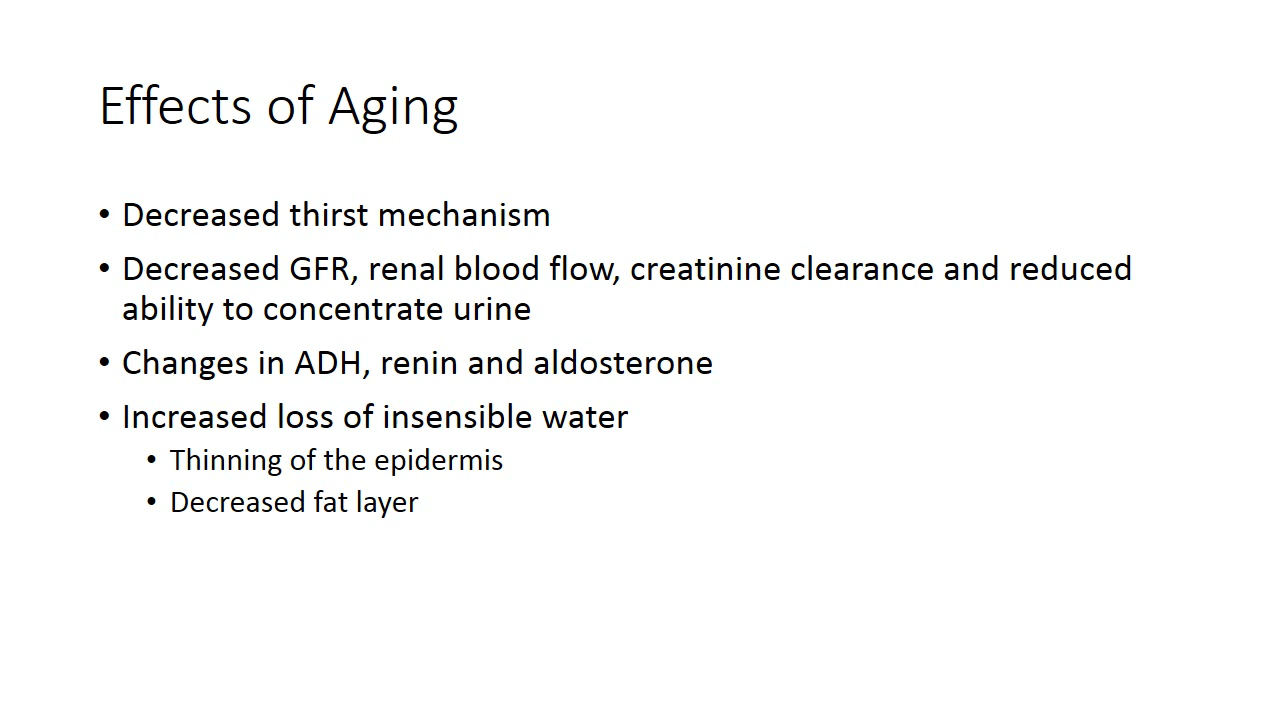 Effects of Aging
• Decreased thirst mechanism
• Decreased GFR, renal blood flow, creatinine clearance and reduced
ability to concentrate urine
• Changes in ADH, renin and aldosterone
• Increased loss of insensible water
• Thinning of the epidermis
• Decreased fat layer